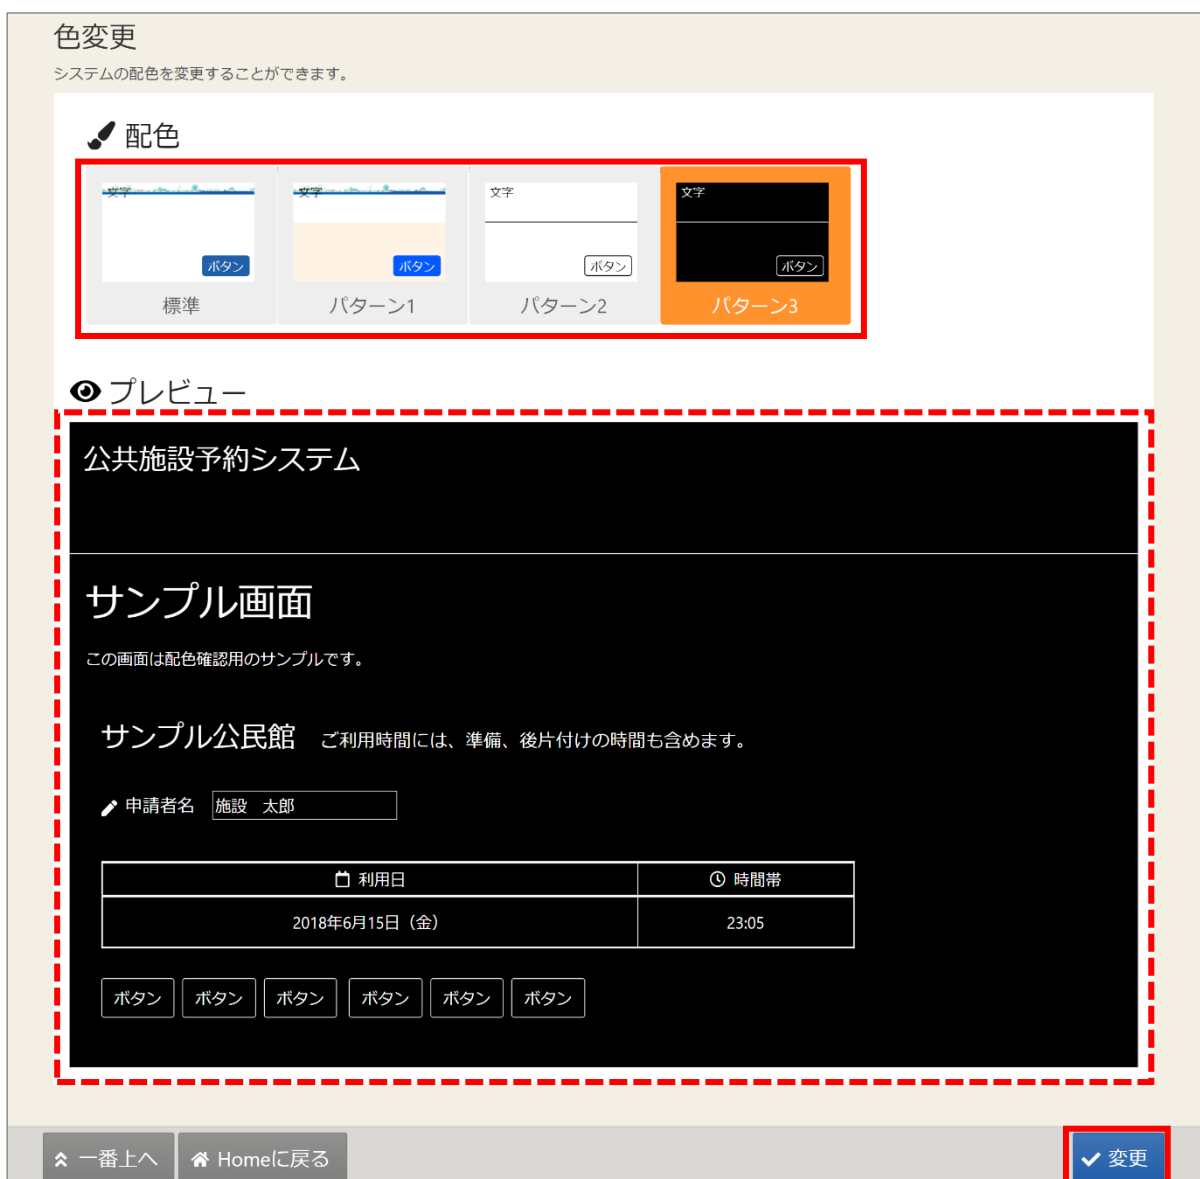 色変更
システムの配色を変更することができます。
配色
文字 文字 文字 文字
ボタン ボタン ボタン ボタン
標準 パターン1 パターン2 パターン3
プレビュー
公共施設予約システム
サンプル画面
この画面は配色確認用のサンプルです。
サンプル公民館 ご利用時間には、準備、後片付けの時間も含めます。
申請者名 施設　太郎
利用日 時間帯
2018年6月15日（金） 23:05
ボタン ボタン ボタン ボタン ボタン ボタン
一番上へ Homeに戻る 変更